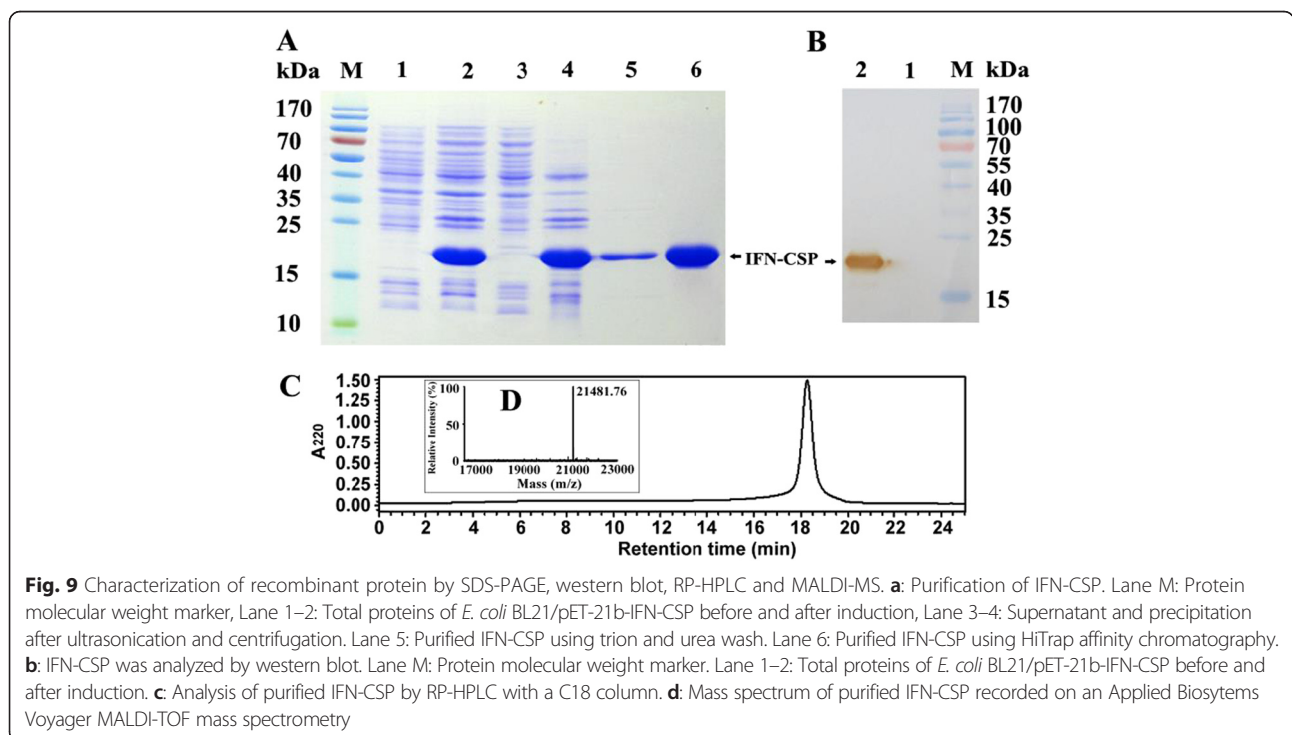 A B
kDa M 1 2 3 4 5 6 2 1 M kDa
170
70
40
35
25
15
10
IFN-CSP
170
100
70
55
40
35
25
15
C
1.50
1.25
1.00
0.75
0.50
0.25
0.00
A220
D
21481.76
100
50
0
Relative Intensity (%)
17000 19000 21000 23000
Mass (m/z)
0 2 4 6 8 10 12 14 16 18 20 22 24
Retention time (min)
Fig. 9 Characterization of recombinant protein by SDS-PAGE, western blot, RP-HPLC and MALDI-MS. a: Purification of IFN-CSP. Lane M: Protein
molecular weight marker, Lane 1–2: Total proteins of E. coli BL21/pET-21b-IFN-CSP before and after induction, Lane 3–4: Supernatant and precipitation
after ultrasonication and centrifugation. Lane 5: Purified IFN-CSP using trion and urea wash. Lane 6: Purified IFN-CSP using HiTrap affinity chromatography.
b: IFN-CSP was analyzed by western blot. Lane M: Protein molecular weight marker. Lane 1–2: Total proteins of E. coli BL21/pET-21b-IFN-CSP before and
after induction. c: Analysis of purified IFN-CSP by RP-HPLC with a C18 column. d: Mass spectrum of purified IFN-CSP recorded on an Applied Biosytems
Voyager MALDI-TOF mass spectrometry